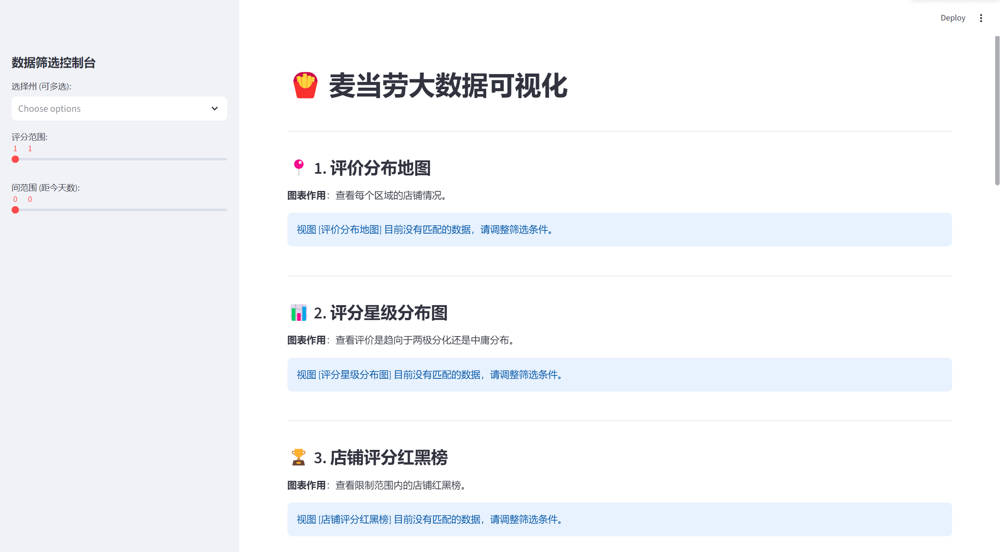 Deploy
数据筛选控制台
选择州 (可多选):
Choose options
评分范围:
1 1
间范围 (距今天数):
0 0
麦当劳大数据可视化
1. 评价分布地图
图表作用：查看每个区域的店铺情况。
视图 [评价分布地图] 目前没有匹配的数据，请调整筛选条件。
2. 评分星级分布图
图表作用：查看评价是趋向于两极分化还是中庸分布。
视图 [评分星级分布图] 目前没有匹配的数据，请调整筛选条件。
3. 店铺评分红黑榜
图表作用：查看限制范围内的店铺红黑榜。
视图 [店铺评分红黑榜] 目前没有匹配的数据，请调整筛选条件。